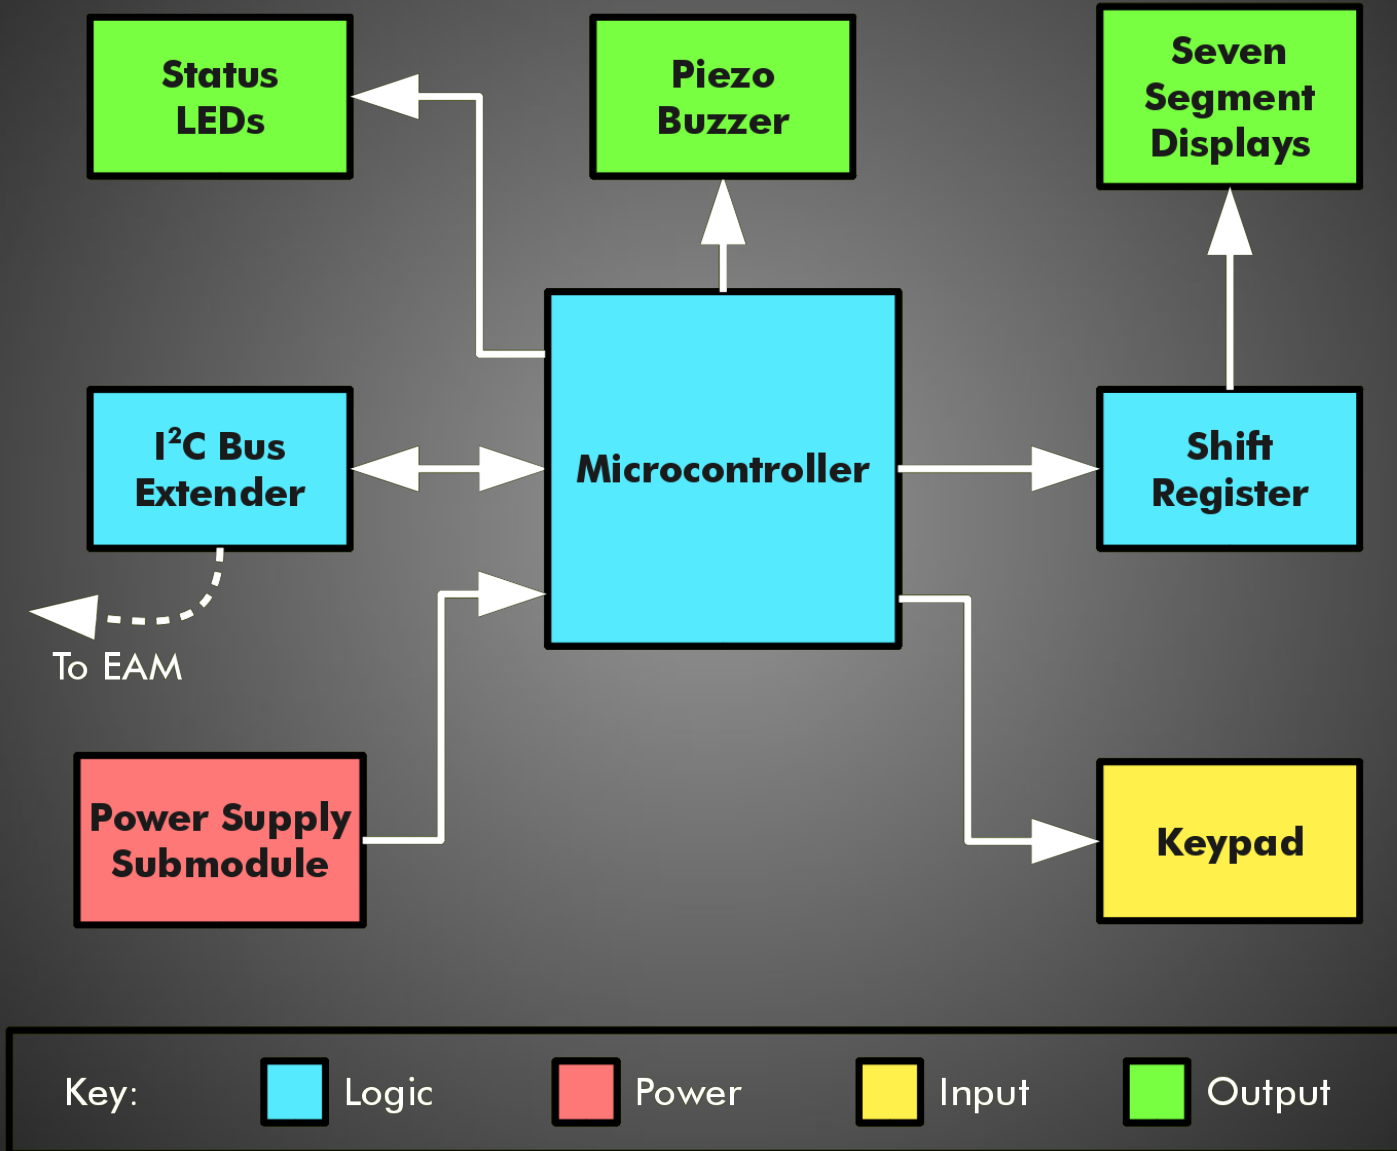 Status
LEDs
Piezo
Buzzer
Seven
Segment
Displays
I²C Bus
Extender
Microcontroller
Shift
Register
To EAM
Power Supply
Submodule
Keypad
Key:
Logic
Power
Input
Output